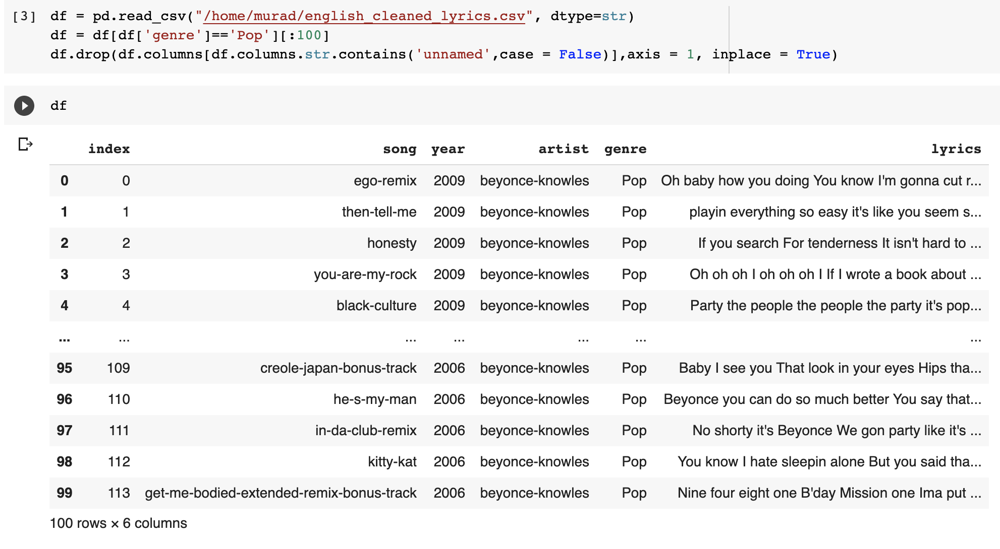 [3] df = pd.read_csv("/home/murad/english_cleaned_lyrics.csv", dtype=str)
df = df[df['genre']=='Pop'][:100]
df.drop(df.columns[df.columns.str.contains('unnamed',case = False)],axis = 1, inplace = True)
df
index song year artist genre lyrics
0 0 ego-remix 2009 beyonce-knowles Pop Oh baby how you doing You know I'm gonna cut r...
1 1 then-tell-me 2009 beyonce-knowles Pop playin everything so easy it's like you seem s...
2 2 honesty 2009 beyonce-knowles Pop If you search For tenderness It isn't hard to ...
3 3 you-are-my-rock 2009 beyonce-knowles Pop Oh oh oh I oh oh oh I If I wrote a book about ...
4 4 black-culture 2009 beyonce-knowles Pop Party the people the people the party it's pop...
... ... ... ... ... ... ...
95 109 creole-japan-bonus-track 2006 beyonce-knowles Pop Baby I see you That look in your eyes Hips tha...
96 110 he-s-my-man 2006 beyonce-knowles Pop Beyonce you can do so much better You say that...
97 111 in-da-club-remix 2006 beyonce-knowles Pop No shorty it's Beyonce We gon party like it's ...
98 112 kitty-kat 2006 beyonce-knowles Pop You know I hate sleepin alone But you said tha...
99 113 get-me-bodied-extended-remix-bonus-track 2006 beyonce-knowles Pop Nine four eight one B'day Mission one Ima put ...
100 rows × 6 columns